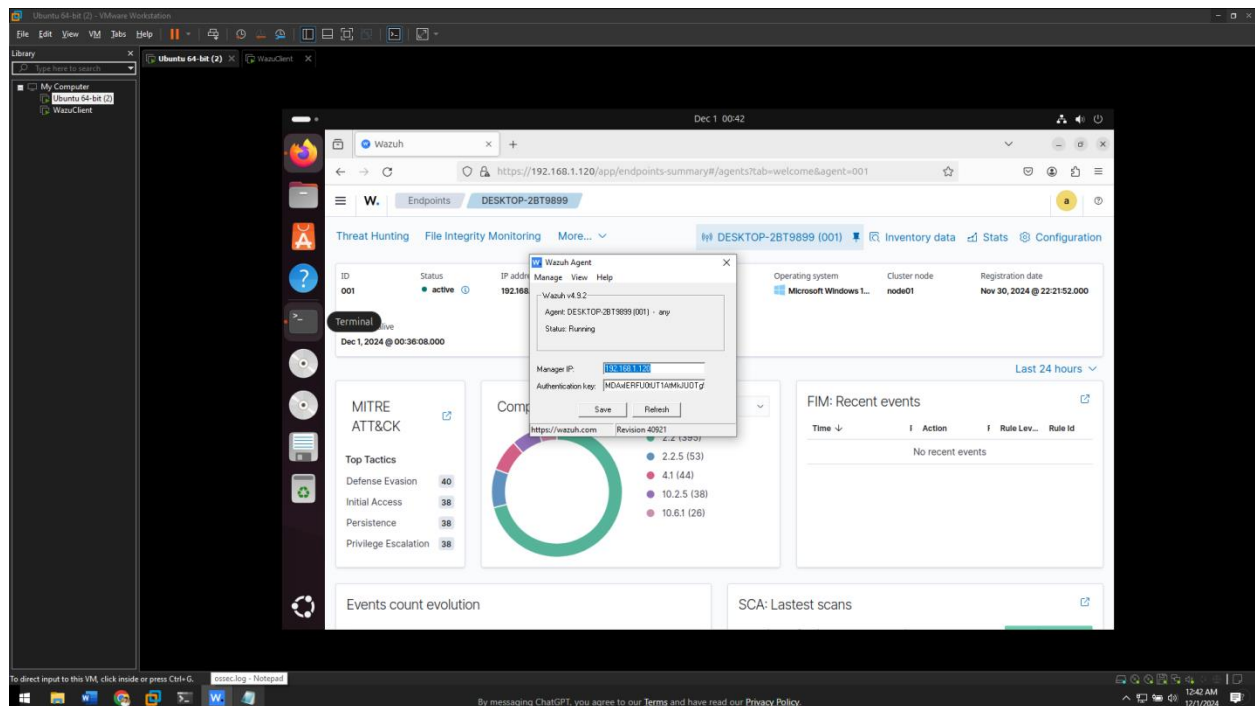 Ubuntu 64-bit (2) - VMware Workstation
File Edit View VM Tabs Help
Library
Type here to search
Ubuntu 64-bit (2)
WazuClient
My Computer
Ubuntu 64-bit (2)
WazuClient
Dec 1 00:42
Wazuh
https://192.168.1.120/app/endpoints-summary#/agents?tab=welcome&agent=001
W. Endpoints DESKTOP-2BT9899
a
Threat Hunting File Integrity Monitoring More...
DESKTOP-2BT9899 (001) Inventory data Stats Configuration
ID Status IP addr Operating system Cluster node Registration date
001 active 192.168 Microsoft Windows 1... node01 Nov 30, 2024 @ 22:21:52.000
Terminal
alive
Dec 1, 2024 @ 00:36:08.000
Wazuh Agent
Manage View Help
Wazuh v4.9.2
Agent: DESKTOP-2BT9899 (001) - any
Status: Running
Manager IP: 192.168.1.120
Authentication key:
Save Refresh
https://wazuh.com Revision 40921
Last 24 hours
MITRE
ATT&CK
Top Tactics
Defense Evasion 40
Initial Access 38
Persistence 38
Privilege Escalation 38
Comp
2.2.5 (53)
4.1 (44)
10.2.5 (38)
10.6.1 (26)
FIM: Recent events
Time Action Rule Lev... Rule Id
No recent events
Events count evolution
SCA: Lastest scans
To direct input to this VM, click inside or press Ctrl+G.
ossec.log - Notepad
By messaging ChatGPT, you agree to our Terms and have read our Privacy Policy.
12:42 AM
12/1/2024